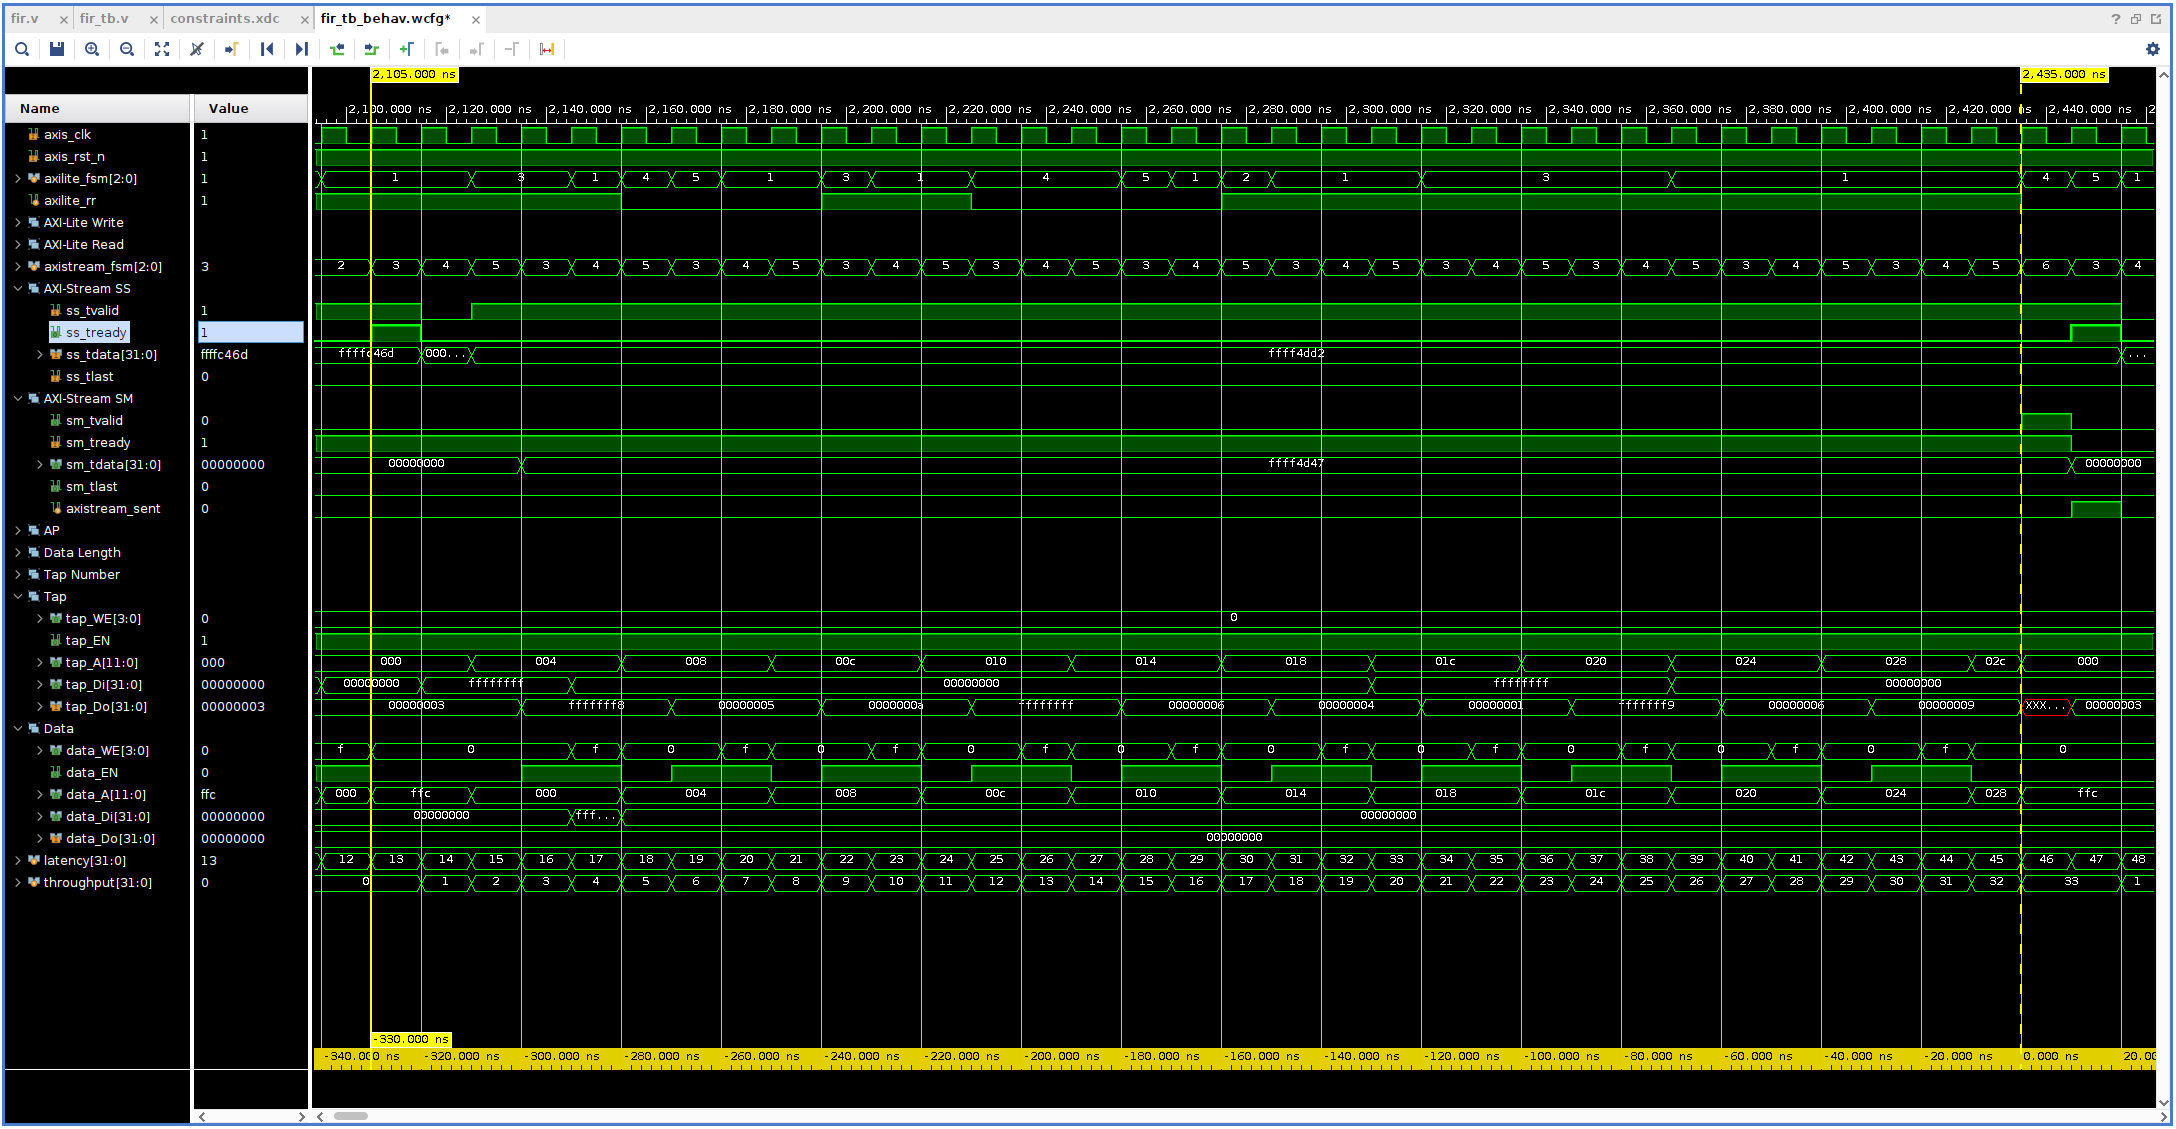 fir.v × fir_tb.v × constraints.xdc × fir_tb_behav.wcfg* × ?
2,105.000 ns 2,435.000 ns
Name Value 2,100.000 ns 2,120.000 ns 2,140.000 ns 2,160.000 ns 2,180.000 ns 2,200.000 ns 2,220.000 ns 2,240.000 ns 2,260.000 ns 2,280.000 ns 2,300.000 ns 2,320.000 ns 2,340.000 ns 2,360.000 ns 2,380.000 ns 2,400.000 ns 2,420.000 ns 2,440.000 ns 2
axis_clk 1
axis_rst_n 1
axilite_fsm[2:0] 1 1 3 1 4 5 1 3 1 4 5 1 2 1 3 1 4 5 1
axilite_rr 1
AXI-Lite Write
AXI-Lite Read
axistream_fsm[2:0] 3 2 3 4 5 3 4 5 3 4 5 3 4 5 3 4 5 3 4 5 3 4 5 3 4 5 3 4 5 3 4 5 3 4 5 6 3 4
AXI-Stream SS
ss_tvalid 1
ss_tready 1
ss_tdata[31:0] ffffc46d ffffc46d 000... ffff4dd2 ...
ss_tlast 0
AXI-Stream SM
sm_tvalid 0
sm_tready 1
sm_tdata[31:0] 00000000 00000000 ffff4d47 00000000
sm_tlast 0
axistream_sent 0
AP
Data Length
Tap Number
Tap
tap_WE[3:0] 0 0
tap_EN 1
tap_A[11:0] 000 000 004 008 00c 010 014 018 01c 020 024 028 02c 000
tap_Di[31:0] 00000000 00000000 ffffffff 00000000 ffffffff 00000000
tap_Do[31:0] 00000003 00000003 fffffff8 00000005 0000000a ffffffff 00000006 00000004 00000001 fffffff9 00000006 00000009 XXX... 00000003
Data
data_WE[3:0] 0 f 0 f 0 f 0 f 0 f 0 f 0 f 0 f 0 f 0 f 0 f 0
data_EN 0
data_A[11:0] ffc 000 ffc 000 004 008 00c 010 014 018 01c 020 024 028 ffc
data_Di[31:0] 00000000 00000000 fff... 00000000
data_Do[31:0] 00000000 00000000
latency[31:0] 13 12 13 14 15 16 17 18 19 20 21 22 23 24 25 26 27 28 29 30 31 32 33 34 35 36 37 38 39 40 41 42 43 44 45 46 47 48
throughput[31:0] 0 0 1 2 3 4 5 6 7 8 9 10 11 12 13 14 15 16 17 18 19 20 21 22 23 24 25 26 27 28 29 30 31 32 33 1
-330.000 ns
-340.000 ns -320.000 ns -300.000 ns -280.000 ns -260.000 ns -240.000 ns -220.000 ns -200.000 ns -180.000 ns -160.000 ns -140.000 ns -120.000 ns -100.000 ns -80.000 ns -60.000 ns -40.000 ns -20.000 ns 0.000 ns 20.00